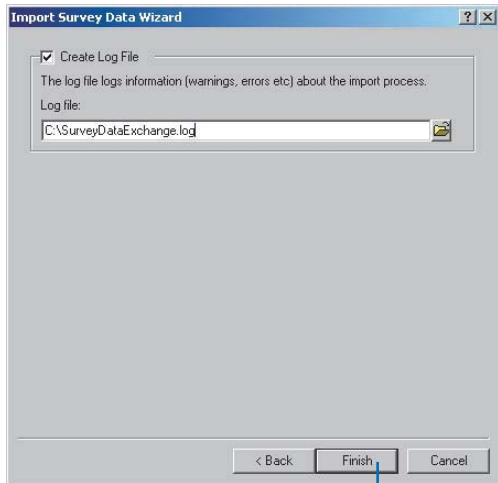 Import Survey Data Wizard
Create Log File
The log file logs information (warnings, errors etc) about the import process.
Log file:
C:\SurveyDataExchange.log
< Back
Finish
Cancel